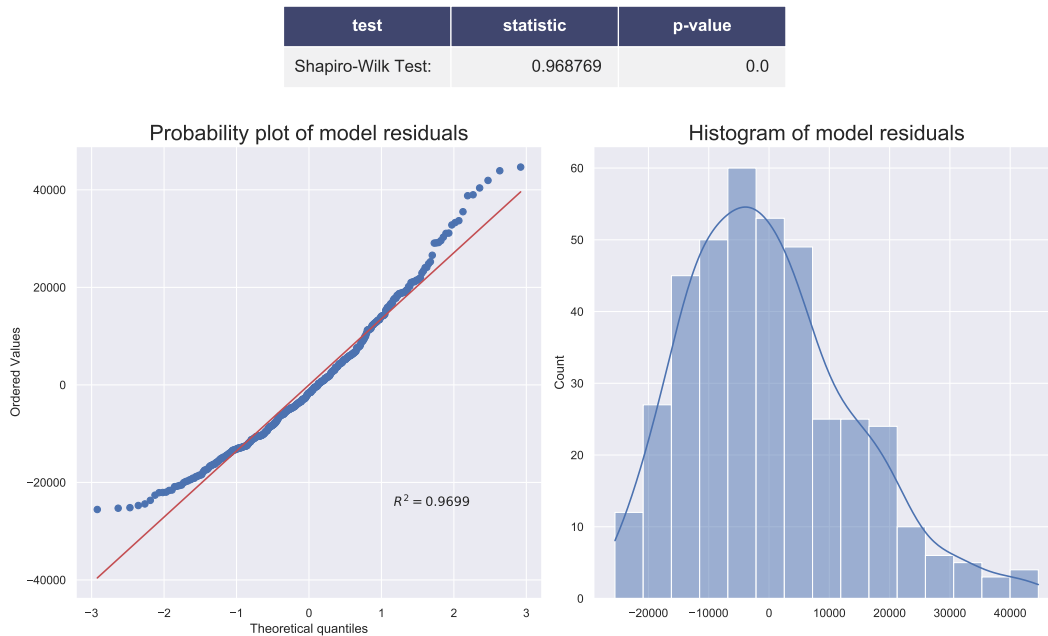 test statistic p-value
Shapiro-Wilk Test: 0.968769 0.0
Probability plot of model residuals
Ordered Values
40000
20000
0
−20000
−40000
R² = 0.9699
−3 −2 −1 0 1 2 3
Theoretical quantiles
Histogram of model residuals
Count
60
50
40
30
20
10
0
−20000 −10000 0 10000 20000 30000 40000